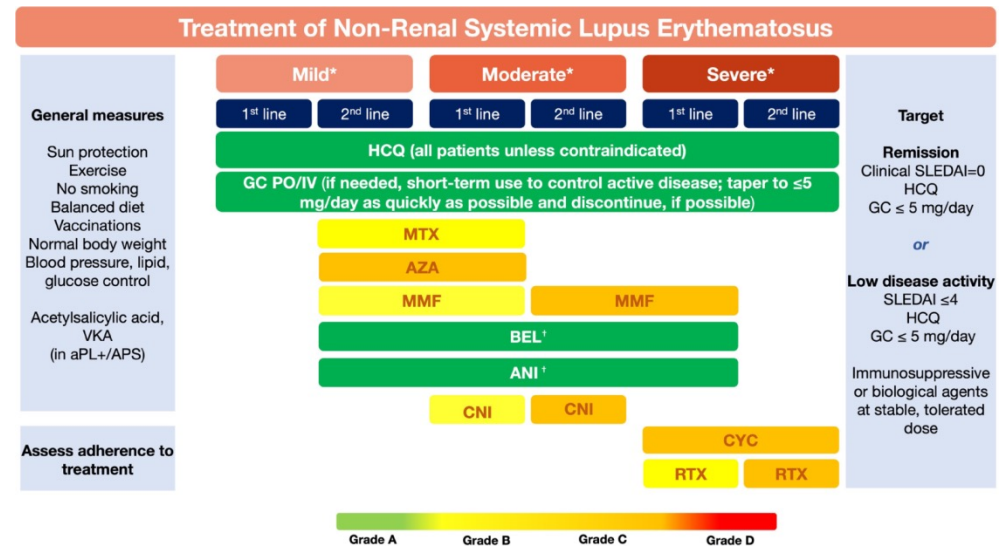 Treatment of Non-Renal Systemic Lupus Erythematosus
General measures
Sun protection
Exercise
No smoking
Balanced diet
Vaccinations
Normal body weight
Blood pressure, lipid,
glucose control
Acetylsalicylic acid,
VKA
(in aPL+/APS)
Assess adherence to
treatment
Mild*
Moderate*
Severe*
1st line
2nd line
1st line
2nd line
1st line
2nd line
HCQ (all patients unless contraindicated)
GC PO/IV (if needed, short-term use to control active disease; taper to ≤5
mg/day as quickly as possible and discontinue, if possible)
MTX
AZA
MMF
MMF
BEL†
ANI †
CNI
CNI
CYC
RTX
RTX
Target
Remission
Clinical SLEDAI=0
HCQ
GC ≤ 5 mg/day
or
Low disease activity
SLEDAI ≤4
HCQ
GC ≤ 5 mg/day
Immunosuppressive
or biological agents
at stable, tolerated
dose
Grade A
Grade B
Grade C
Grade D